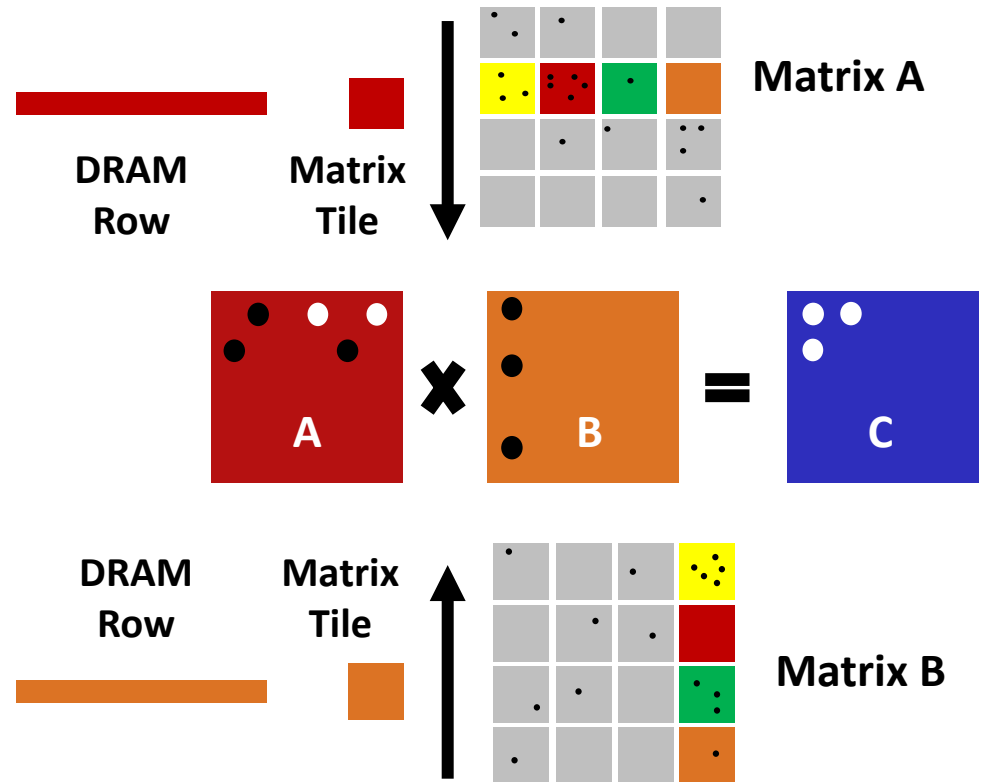 Matrix A
DRAM
Row
Matrix
Tile
A
B
C
DRAM
Row
Matrix
Tile
Matrix B